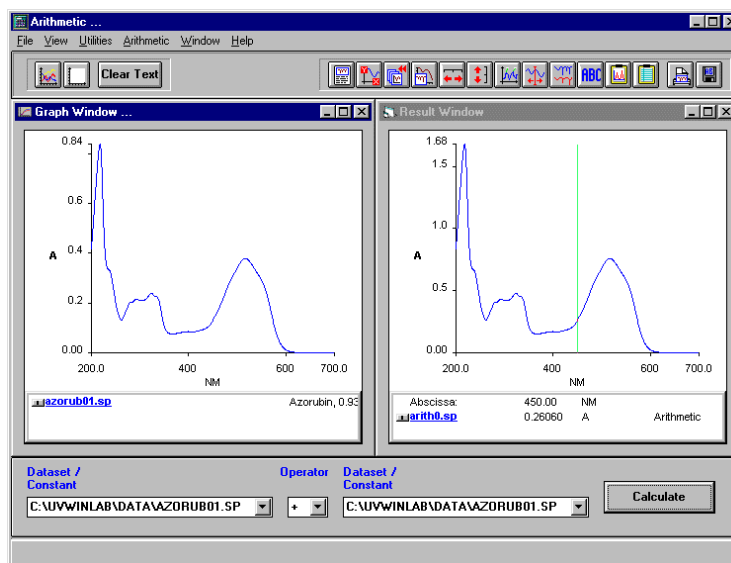 Arithmetic ...
File View Utilities Arithmetic Window Help
Clear Text ABC
Graph Window ...
0.84
0.6
A 0.4
0.2
0.00
200.0 400 600 700.0
NM
azorub01.sp Azorubin, 0.93
Result Window
1.68
1.5
1.0
A
0.5
0.00
200.0 400 600 700.0
NM
Abscissa: 450.00 NM
arith0.sp 0.26060 A Arithmetic
Dataset /
Constant
C:\UVWINLAB\DATA\AZORUB01.SP
Operator
+
Dataset /
Constant
C:\UVWINLAB\DATA\AZORUB01.SP
Calculate